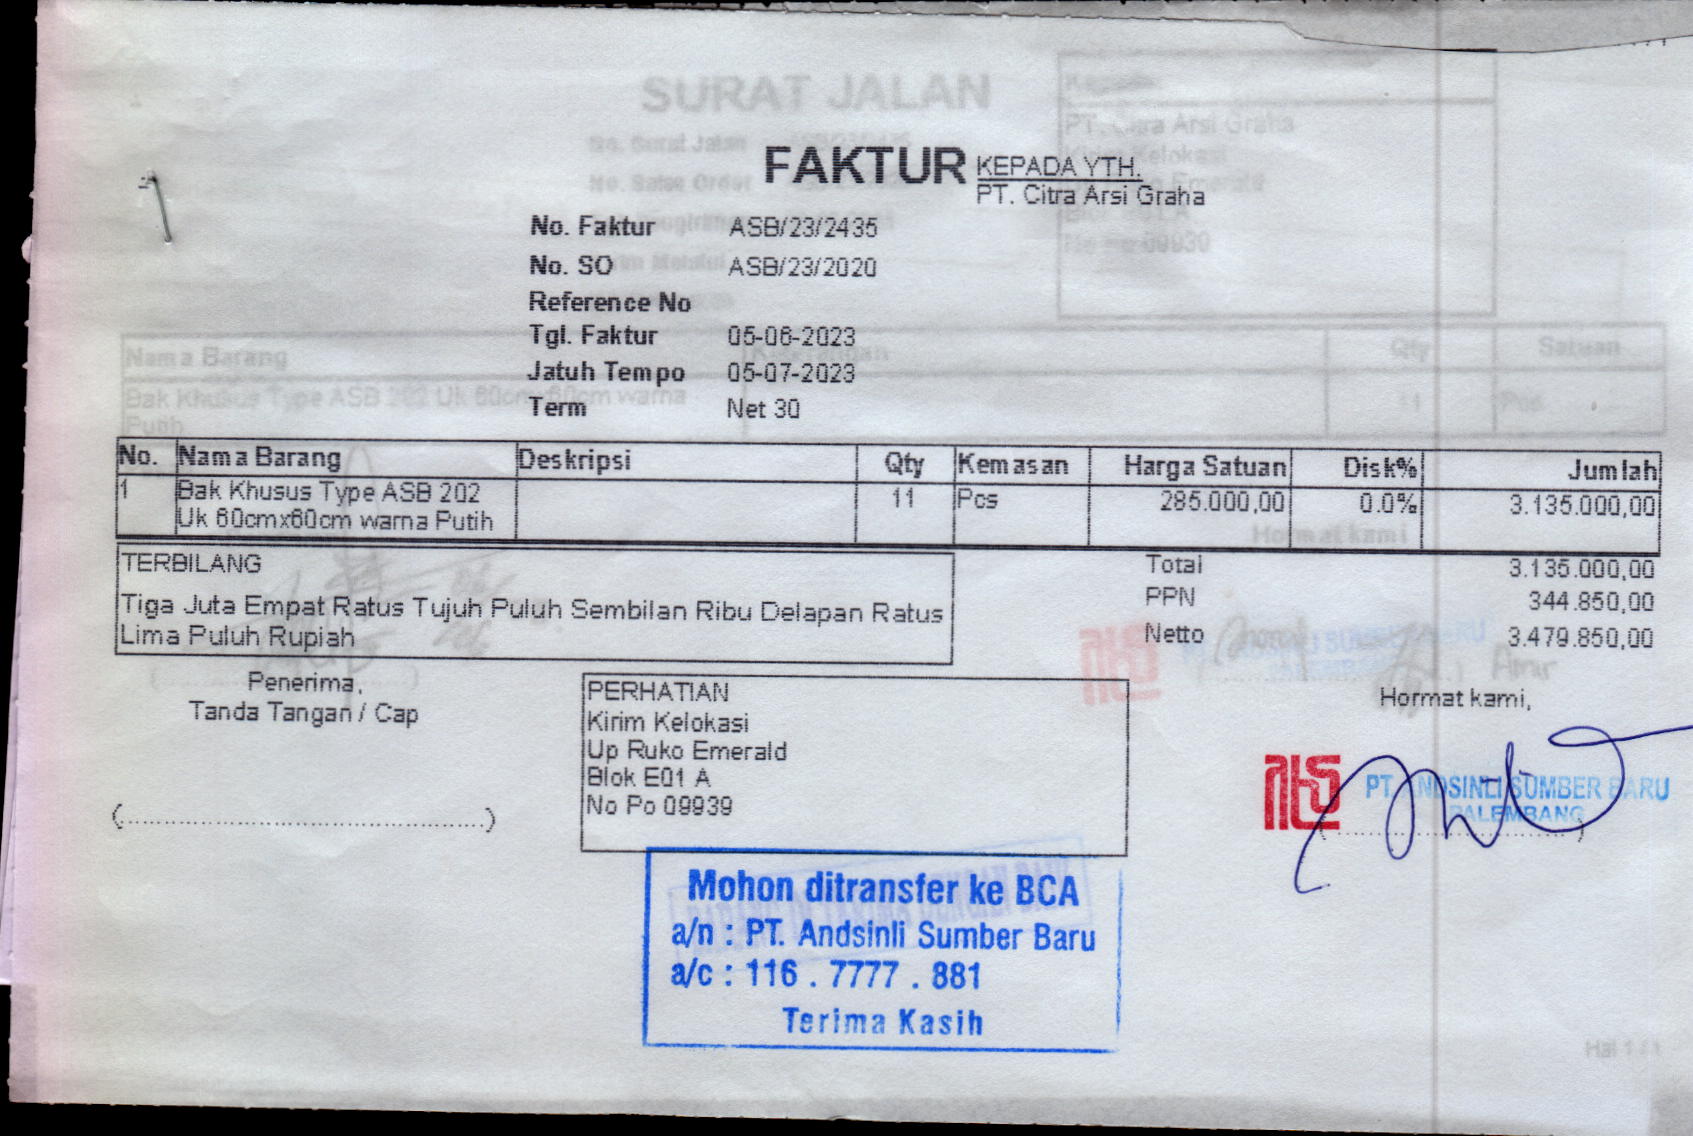 SURAT JALAN
FAKTUR
KEPADA YTH.
PT. Citra Arsi Graha
No. Faktur ASB/23/2435
No. SO ASB/23/2020
Reference No
Tgl. Faktur 05-06-2023
Jatuh Tempo 05-07-2023
Term Net 30
No. Nama Barang Deskripsi Qty Kemasan Harga Satuan Disk% Jumlah
1 Bak Khusus Type ASB 202 11 Pcs 285.000,00 0.0% 3.135.000,00
Uk 60cmx60cm warna Putih
TERBILANG
Tiga Juta Empat Ratus Tujuh Puluh Sembilan Ribu Delapan Ratus
Lima Puluh Rupiah
Total 3.135.000,00
PPN 344.850,00
Netto 3.479.850,00
Penerima,
Tanda Tangan / Cap
(........................................................)
PERHATIAN
Kirim Kelokasi
Up Ruko Emerald
Blok E01 A
No Po 09939
Hormat kami,
PT. ANDSINLI SUMBER BARU
PALEMBANG
Mohon ditransfer ke BCA
a/n : PT. Andsinli Sumber Baru
a/c : 116 . 7777 . 881
Terima Kasih
Hal 1 / 1